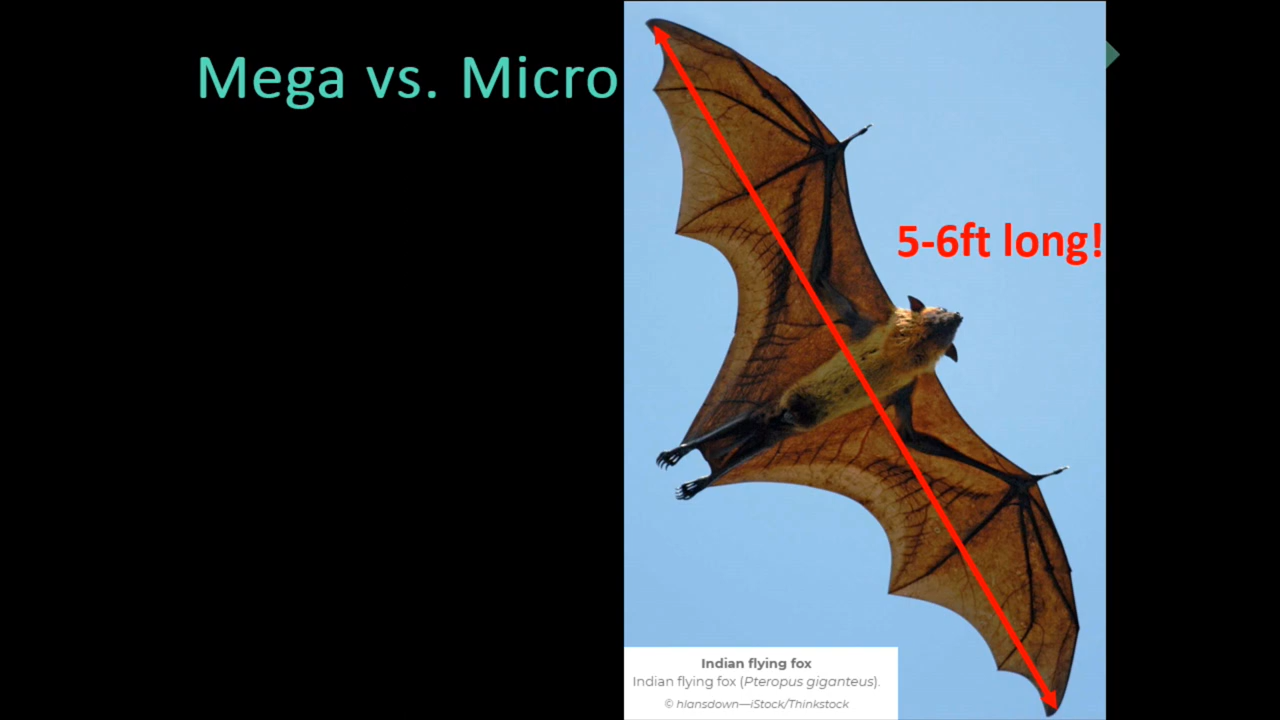 Mega vs. Micro
5-6ft long!
Indian flying fox
Indian flying fox (Pteropus giganteus).
© hlansdown—iStock/Thinkstock